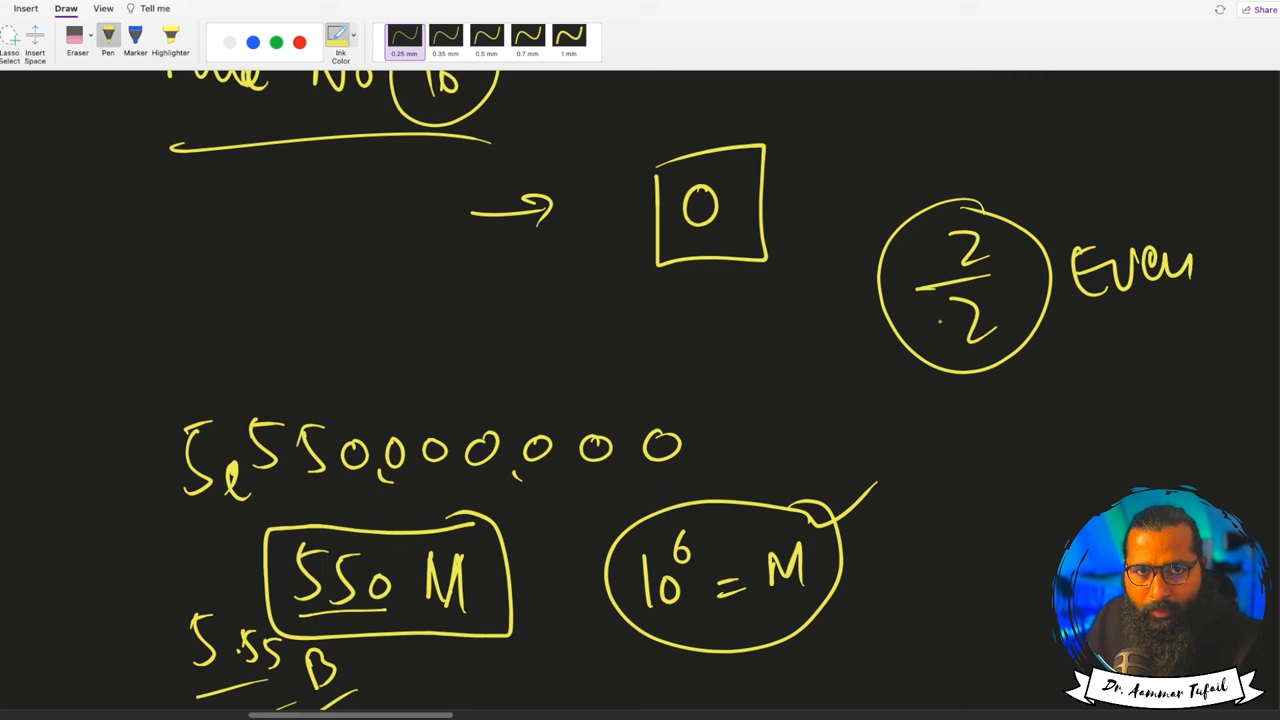 Insert Draw View Tell me
Share
Lasso Select
Insert Space
Eraser
Pen
Marker
Highlighter
Ink Color
0.25 mm
0.35 mm
0.5 mm
0.7 mm
1 mm
No 10
→ 0
2
2
Even
5,550,000,000
550 M
10⁶ = M
5.55 B
Dr. Aammar Tufail